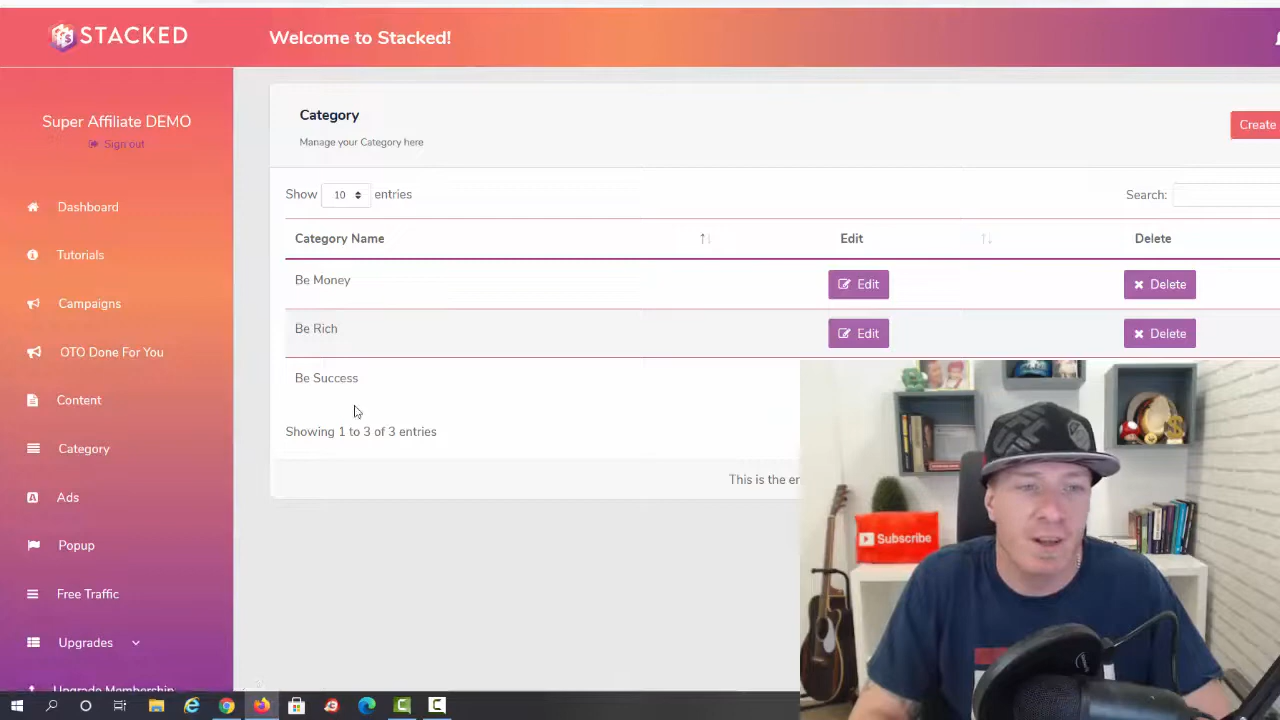 STACKED
Welcome to Stacked!
Super Affiliate DEMO
Sign out
Dashboard
Tutorials
Campaigns
OTO Done For You
Content
Category
Ads
Popup
Free Traffic
Upgrades
Upgrade Membership
Category
Manage your Category here
Create
Show 10 entries
Search:
Category Name Edit Delete
Be Money Edit Delete
Be Rich Edit Delete
Be Success
Showing 1 to 3 of 3 entries
This is the er
Subscribe